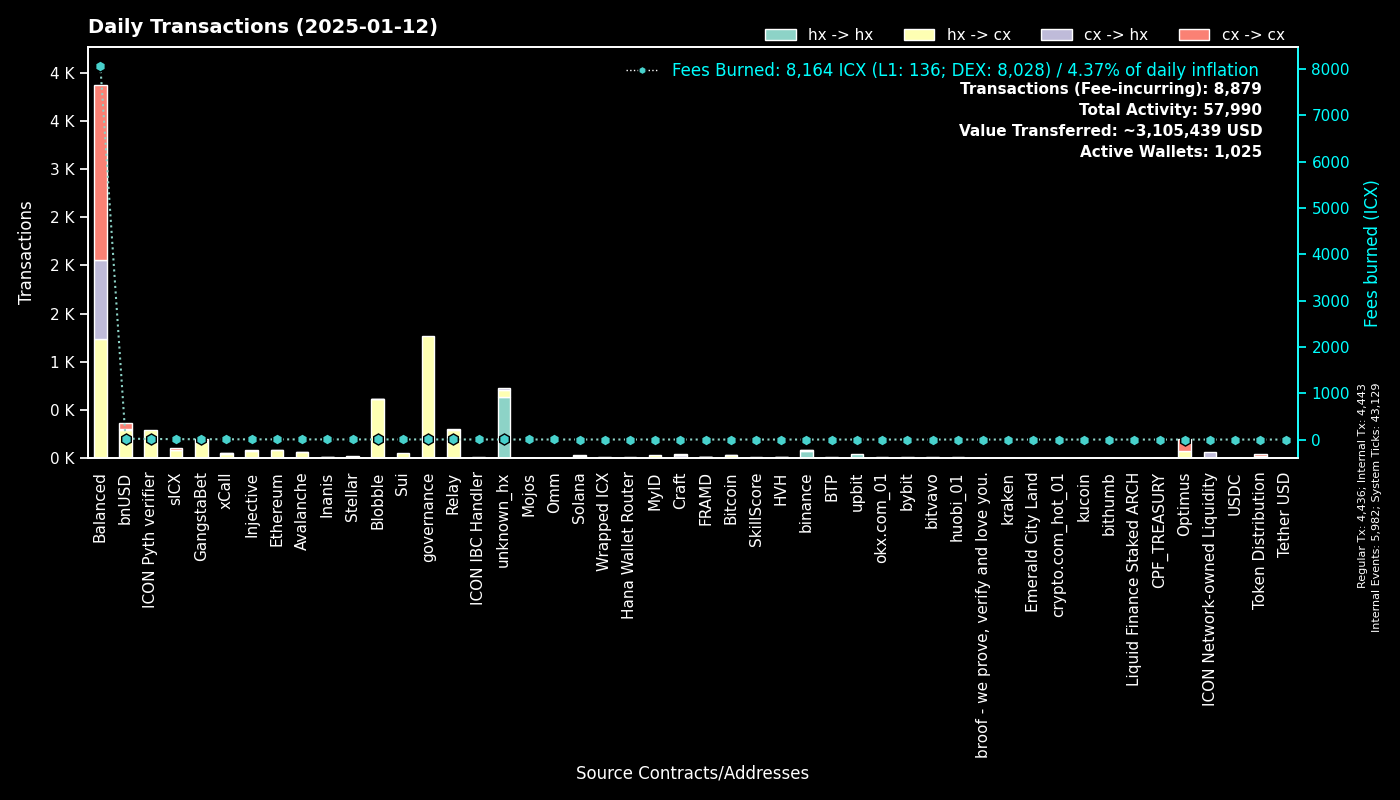 Daily Transactions (2025-01-12)
hx -> hx
hx -> cx
cx -> hx
cx -> cx
Fees Burned: 8,164 ICX (L1: 136; DEX: 8,028) / 4.37% of daily inflation
Transactions (Fee-incurring): 8,879
Total Activity: 57,990
Value Transferred: ~3,105,439 USD
Active Wallets: 1,025
Transactions
4 K
4 K
3 K
2 K
2 K
2 K
1 K
0 K
0 K
8000
7000
6000
5000
4000
3000
2000
1000
0
Fees burned (ICX)
Regular Tx: 4,436; Internal Tx: 4,443
Internal Events: 5,982; System Ticks: 43,129
Balanced
bnUSD
ICON Pyth verifier
sICX
GangstaBet
xCall
Injective
Ethereum
Avalanche
Inanis
Stellar
Blobble
Sui
governance
Relay
ICON IBC Handler
unknown_hx
Mojos
Omm
Solana
Wrapped ICX
Hana Wallet Router
MyID
Craft
FRAMD
Bitcoin
SkillScore
HVH
binance
BTP
upbit
okx.com_01
bybit
bitvavo
huobi_01
broof - we prove, verify and love you.
kraken
Emerald City Land
crypto.com_hot_01
kucoin
bithumb
Liquid Finance Staked ARCH
CPF_TREASURY
Optimus
ICON Network-owned Liquidity
USDC
Token Distribution
Tether USD
Source Contracts/Addresses